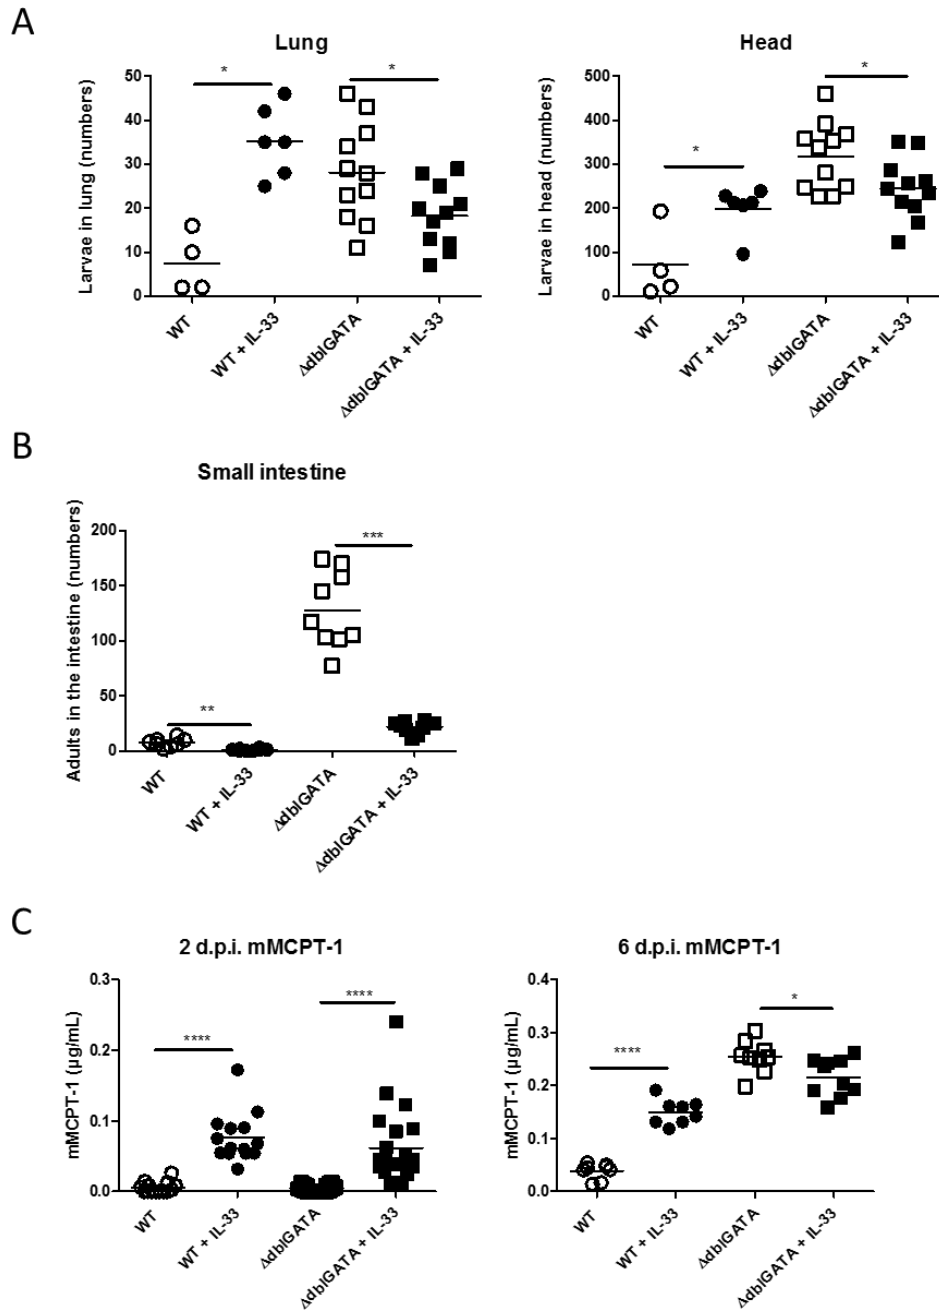 A
Lung
Larvae in lung (numbers)
50
40
30
20
10
0
*
*
WT
WT + IL-33
ΔdblGATA
ΔdblGATA + IL-33
Head
Larvae in head (numbers)
500
400
300
200
100
0
*
*
WT
WT + IL-33
ΔdblGATA
ΔdblGATA + IL-33
B
Small intestine
Adults in the intestine (numbers)
200
150
100
50
0
**
***
WT
WT + IL-33
ΔdblGATA
ΔdblGATA + IL-33
C
2 d.p.i. mMCPT-1
mMCPT-1 (µg/mL)
0.3
0.2
0.1
0.0
****
****
WT
WT + IL-33
ΔdblGATA
ΔdblGATA + IL-33
6 d.p.i. mMCPT-1
mMCPT-1 (µg/mL)
0.4
0.3
0.2
0.1
0.0
****
*
WT
WT + IL-33
ΔdblGATA
ΔdblGATA + IL-33